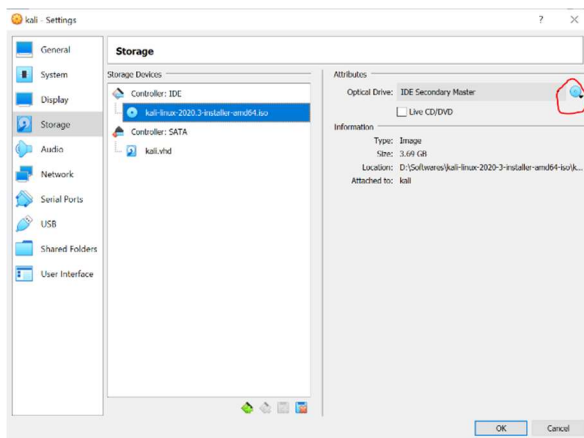 kali - Settings
?
General
System
Display
Storage
Audio
Network
Serial Ports
USB
Shared Folders
User Interface
Storage
Storage Devices
Controller: IDE
kali-linux-2020.3-installer-amd64.iso
Controller: SATA
kali.vhd
Attributes
Optical Drive: IDE Secondary Master
Live CD/DVD
Information
Type: Image
Size: 3.69 GB
Location: D:\Softwares\kali-linux-2020-3-installer-amd64-iso\k...
Attached to: kali
OK
Cancel